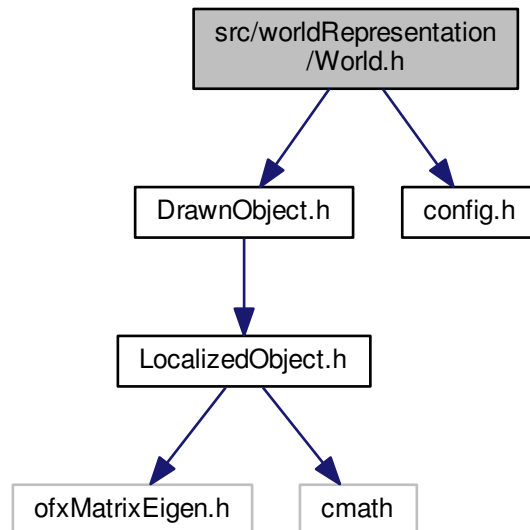 src/worldRepresentation
/World.h
DrawnObject.h
config.h
LocalizedObject.h
ofxMatrixEigen.h
cmath